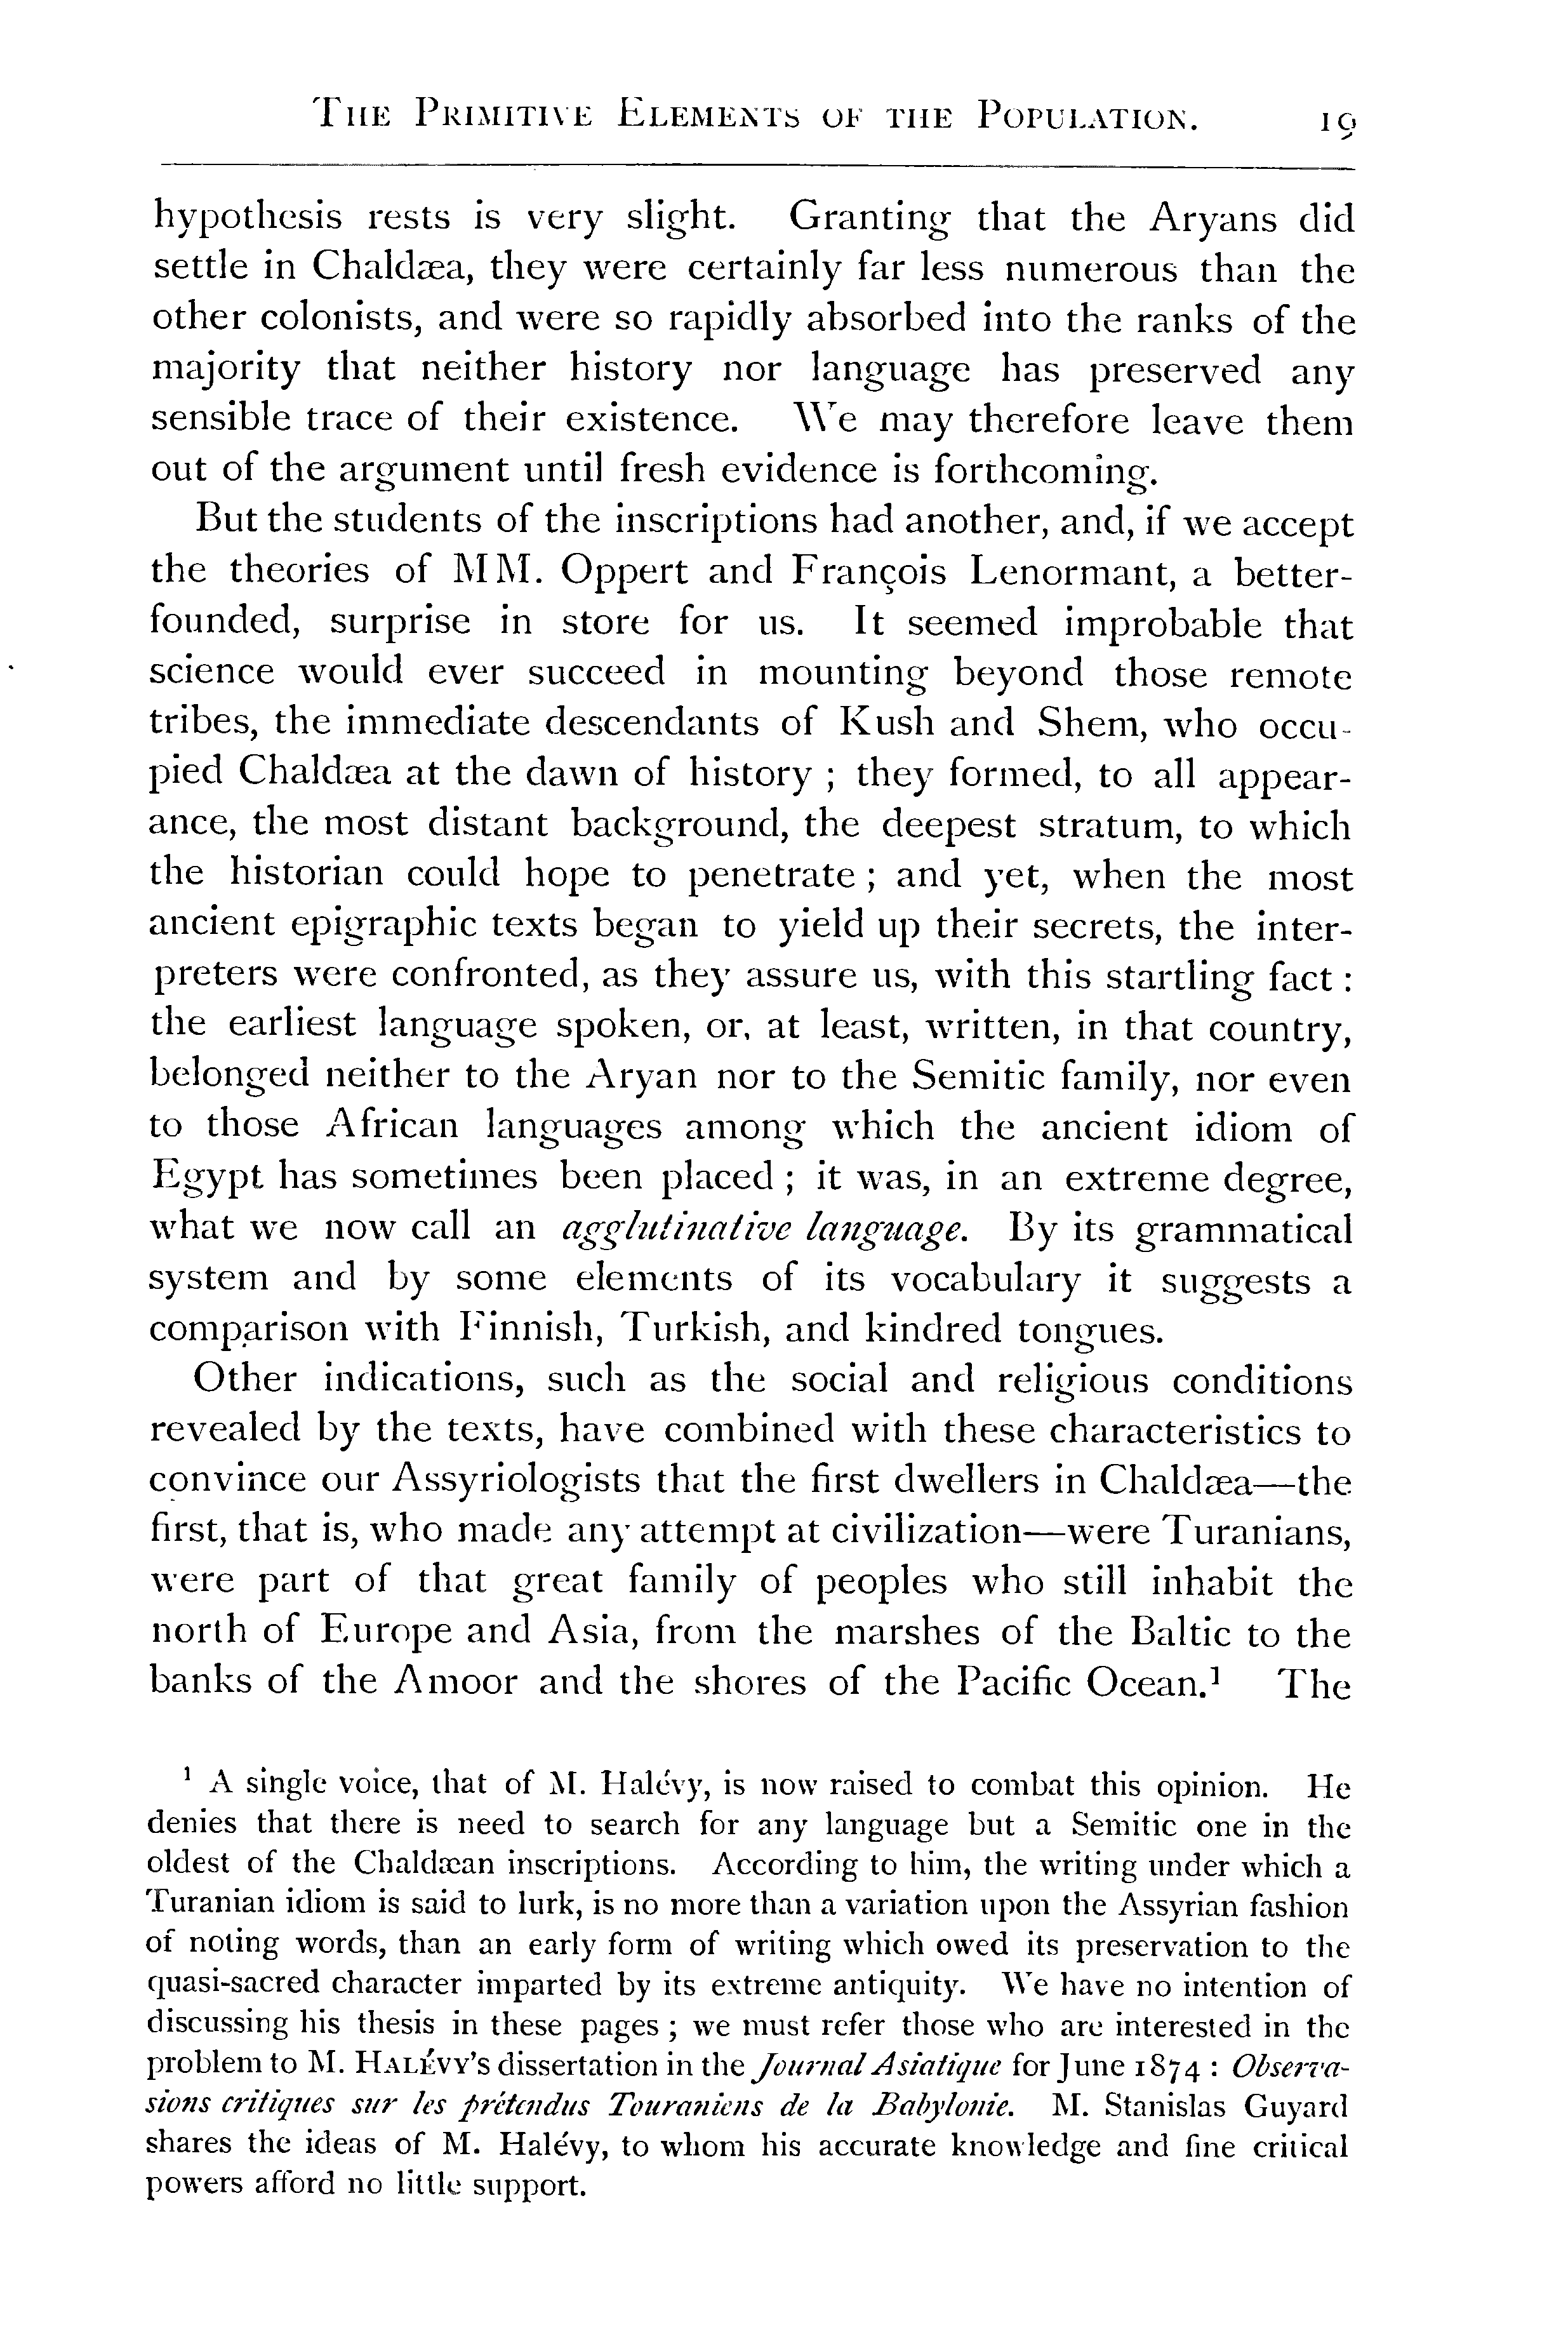 The Primitive Elements of the Population. 19
hypothesis rests is very slight. Granting that the Aryans did
settle in Chaldæa, they were certainly far less numerous than the
other colonists, and were so rapidly absorbed into the ranks of the
majority that neither history nor language has preserved any
sensible trace of their existence. We may therefore leave them
out of the argument until fresh evidence is forthcoming.
But the students of the inscriptions had another, and, if we accept
the theories of MM. Oppert and François Lenormant, a better-
founded, surprise in store for us. It seemed improbable that
science would ever succeed in mounting beyond those remote
tribes, the immediate descendants of Kush and Shem, who occu-
pied Chaldæa at the dawn of history ; they formed, to all appear-
ance, the most distant background, the deepest stratum, to which
the historian could hope to penetrate ; and yet, when the most
ancient epigraphic texts began to yield up their secrets, the inter-
preters were confronted, as they assure us, with this startling fact :
the earliest language spoken, or, at least, written, in that country,
belonged neither to the Aryan nor to the Semitic family, nor even
to those African languages among which the ancient idiom of
Egypt has sometimes been placed ; it was, in an extreme degree,
what we now call an agglutinative language. By its grammatical
system and by some elements of its vocabulary it suggests a
comparison with Finnish, Turkish, and kindred tongues.
Other indications, such as the social and religious conditions
revealed by the texts, have combined with these characteristics to
convince our Assyriologists that the first dwellers in Chaldæa—the
first, that is, who made any attempt at civilization—were Turanians,
were part of that great family of peoples who still inhabit the
north of Europe and Asia, from the marshes of the Baltic to the
banks of the Amoor and the shores of the Pacific Ocean.¹ The
¹ A single voice, that of M. Halévy, is now raised to combat this opinion. He
denies that there is need to search for any language but a Semitic one in the
oldest of the Chaldæan inscriptions. According to him, the writing under which a
Turanian idiom is said to lurk, is no more than a variation upon the Assyrian fashion
of noting words, than an early form of writing which owed its preservation to the
quasi-sacred character imparted by its extreme antiquity. We have no intention of
discussing his thesis in these pages ; we must refer those who are interested in the
problem to M. Halévy's dissertation in the Journal Asiatique for June 1874 : Observa-
sions critiques sur les prétendus Touraniens de la Babylonie. M. Stanislas Guyard
shares the ideas of M. Halévy, to whom his accurate knowledge and fine critical
powers afford no little support.